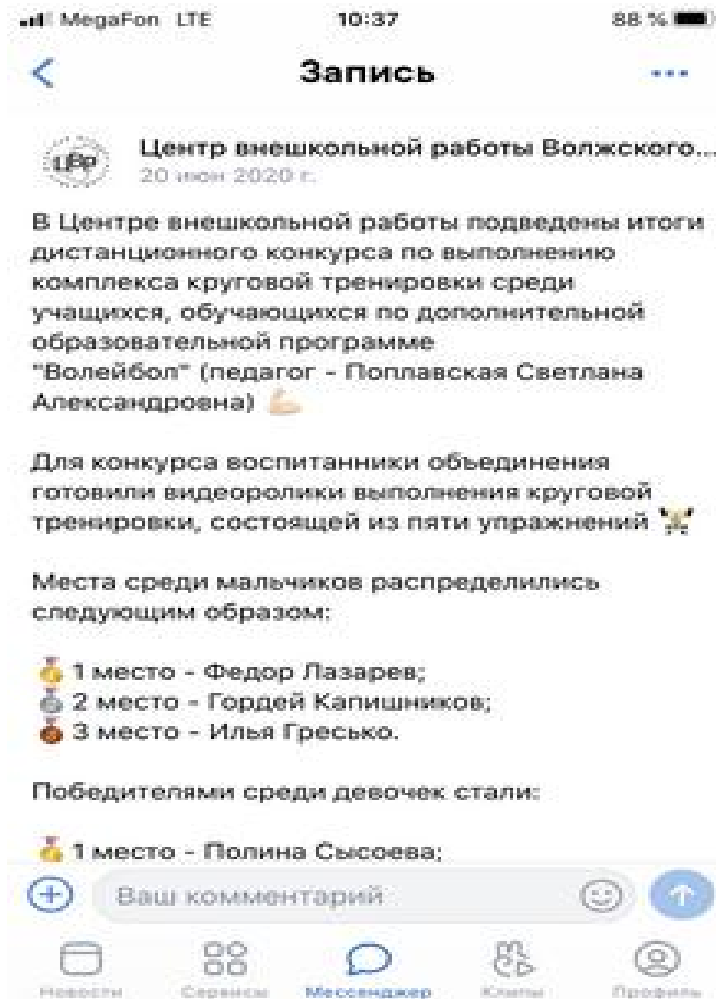 MegaFon LTE 10:37 88 %
Запись
ЦВР
Центр внешкольной работы Волжского...
20 июн 2020 г.
В Центре внешкольной работы подведены итоги
дистанционного конкурса по выполнению
комплекса круговой тренировки среди
учащихся, обучающихся по дополнительной
образовательной программе
"Волейбол" (педагог - Поплавская Светлана
Александровна) 💪🏻
Для конкурса воспитанники объединения
готовили видеоролики выполнения круговой
тренировки, состоящей из пяти упражнений
Места среди мальчиков распределились
следующим образом:
🥇 1 место - Федор Лазарев;
🥈 2 место - Гордей Капишников;
🥉 3 место - Илья Гресько.
Победителями среди девочек стали:
🥇 1 место - Полина Сысоева;
Ваш комментарий
Новости Сервисы Мессенджер Клипы Профиль